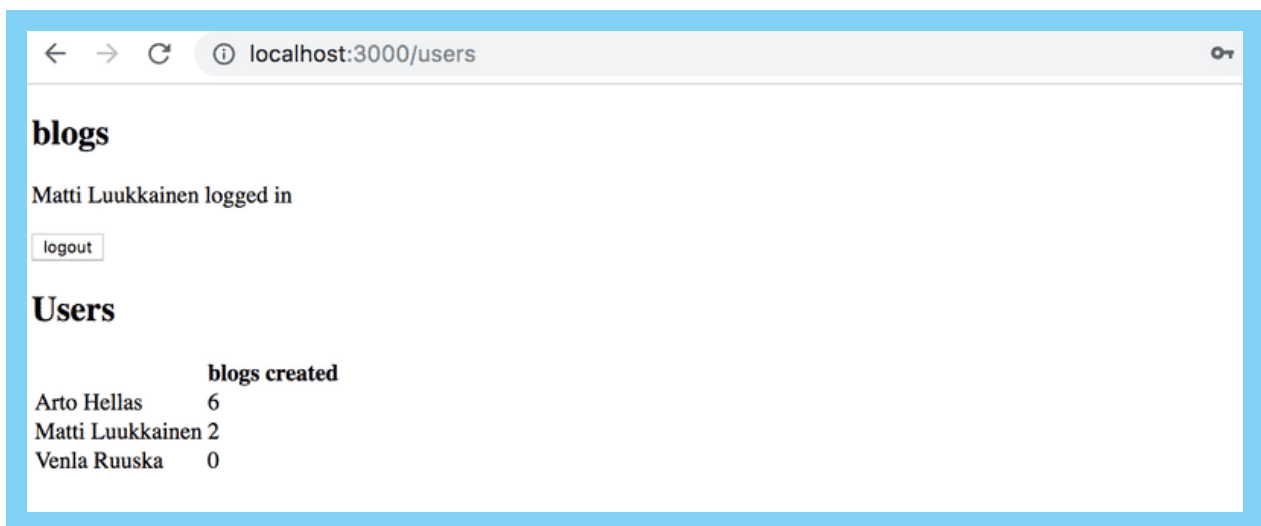 localhost:3000/users
blogs
Matti Luukkainen logged in
logout
Users
blogs created
Arto Hellas 6
Matti Luukkainen 2
Venla Ruuska 0